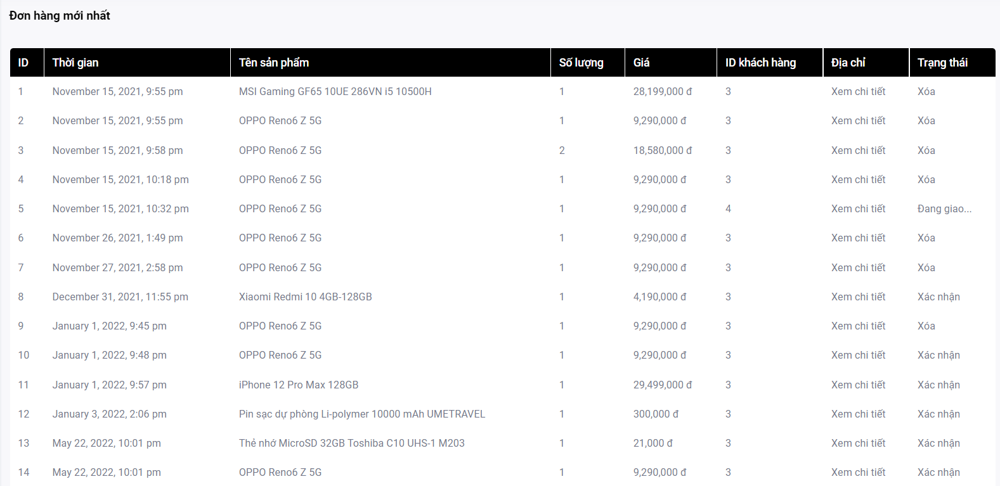 Đơn hàng mới nhất
ID Thời gian Tên sản phẩm Số lượng Giá ID khách hàng Địa chỉ Trạng thái
1 November 15, 2021, 9:55 pm MSI Gaming GF65 10UE 286VN i5 10500H 1 28,199,000 đ 3 Xem chi tiết Xóa
2 November 15, 2021, 9:55 pm OPPO Reno6 Z 5G 1 9,290,000 đ 3 Xem chi tiết Xóa
3 November 15, 2021, 9:58 pm OPPO Reno6 Z 5G 2 18,580,000 đ 3 Xem chi tiết Xóa
4 November 15, 2021, 10:18 pm OPPO Reno6 Z 5G 1 9,290,000 đ 3 Xem chi tiết Xóa
5 November 15, 2021, 10:32 pm OPPO Reno6 Z 5G 1 9,290,000 đ 4 Xem chi tiết Đang giao...
6 November 26, 2021, 1:49 pm OPPO Reno6 Z 5G 1 9,290,000 đ 3 Xem chi tiết Xóa
7 November 27, 2021, 2:58 pm OPPO Reno6 Z 5G 1 9,290,000 đ 3 Xem chi tiết Xóa
8 December 31, 2021, 11:55 pm Xiaomi Redmi 10 4GB-128GB 1 4,190,000 đ 3 Xem chi tiết Xác nhận
9 January 1, 2022, 9:45 pm OPPO Reno6 Z 5G 1 9,290,000 đ 3 Xem chi tiết Xóa
10 January 1, 2022, 9:48 pm OPPO Reno6 Z 5G 1 9,290,000 đ 3 Xem chi tiết Xác nhận
11 January 1, 2022, 9:57 pm iPhone 12 Pro Max 128GB 1 29,499,000 đ 3 Xem chi tiết Xác nhận
12 January 3, 2022, 2:06 pm Pin sạc dự phòng Li-polymer 10000 mAh UMETRAVEL 1 300,000 đ 3 Xem chi tiết Xác nhận
13 May 22, 2022, 10:01 pm Thẻ nhớ MicroSD 32GB Toshiba C10 UHS-1 M203 1 21,000 đ 3 Xem chi tiết Xác nhận
14 May 22, 2022, 10:01 pm OPPO Reno6 Z 5G 1 9,290,000 đ 3 Xem chi tiết Xác nhận